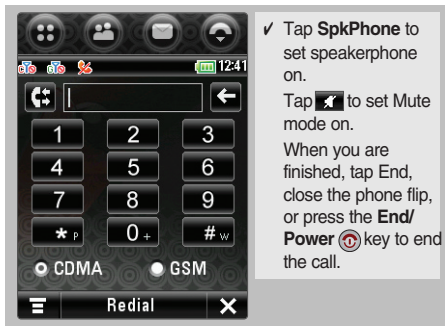 12:41
1 2 3
4 5 6
7 8 9
* P 0 + # W
CDMA GSM
Redial
✓ Tap SpkPhone to
set speakerphone
on.
Tap to set Mute
mode on.
When you are
finished, tap End,
close the phone flip,
or press the End/
Power key to end
the call.